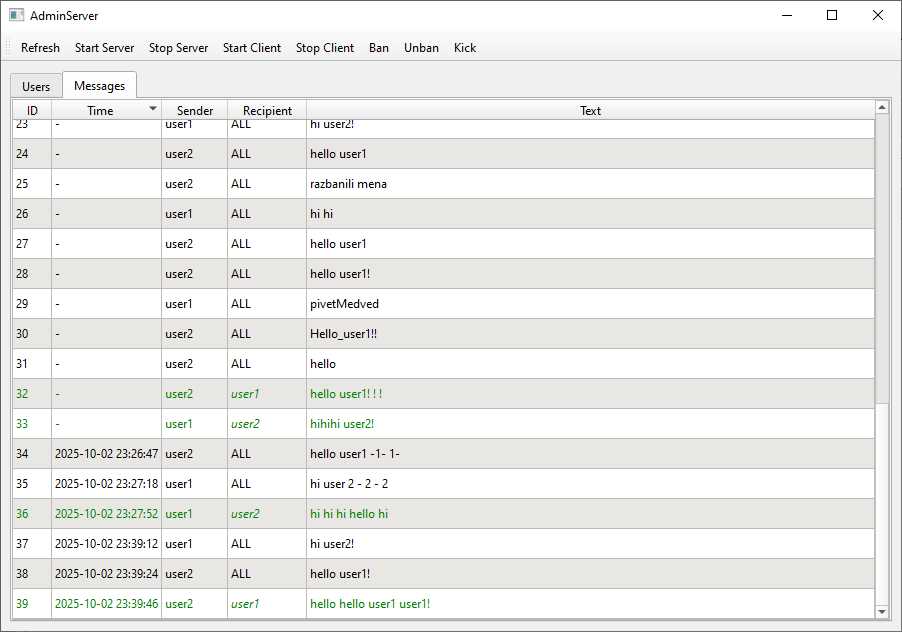 AdminServer
Refresh Start Server Stop Server Start Client Stop Client Ban Unban Kick
Users Messages
ID Time Sender Recipient Text
23 - user1 ALL hi user2!
24 - user2 ALL hello user1
25 - user2 ALL razbanili mena
26 - user1 ALL hi hi
27 - user2 ALL hello user1
28 - user2 ALL hello user1!
29 - user1 ALL pivetMedved
30 - user2 ALL Hello_user1!!
31 - user2 ALL hello
32 - user2 user1 hello user1! ! !
33 - user1 user2 hihihi user2!
34 2025-10-02 23:26:47 user2 ALL hello user1 -1- 1-
35 2025-10-02 23:27:18 user1 ALL hi user 2 - 2 - 2
36 2025-10-02 23:27:52 user1 user2 hi hi hi hello hi
37 2025-10-02 23:39:12 user1 ALL hi user2!
38 2025-10-02 23:39:24 user2 ALL hello user1!
39 2025-10-02 23:39:46 user2 user1 hello hello user1 user1!